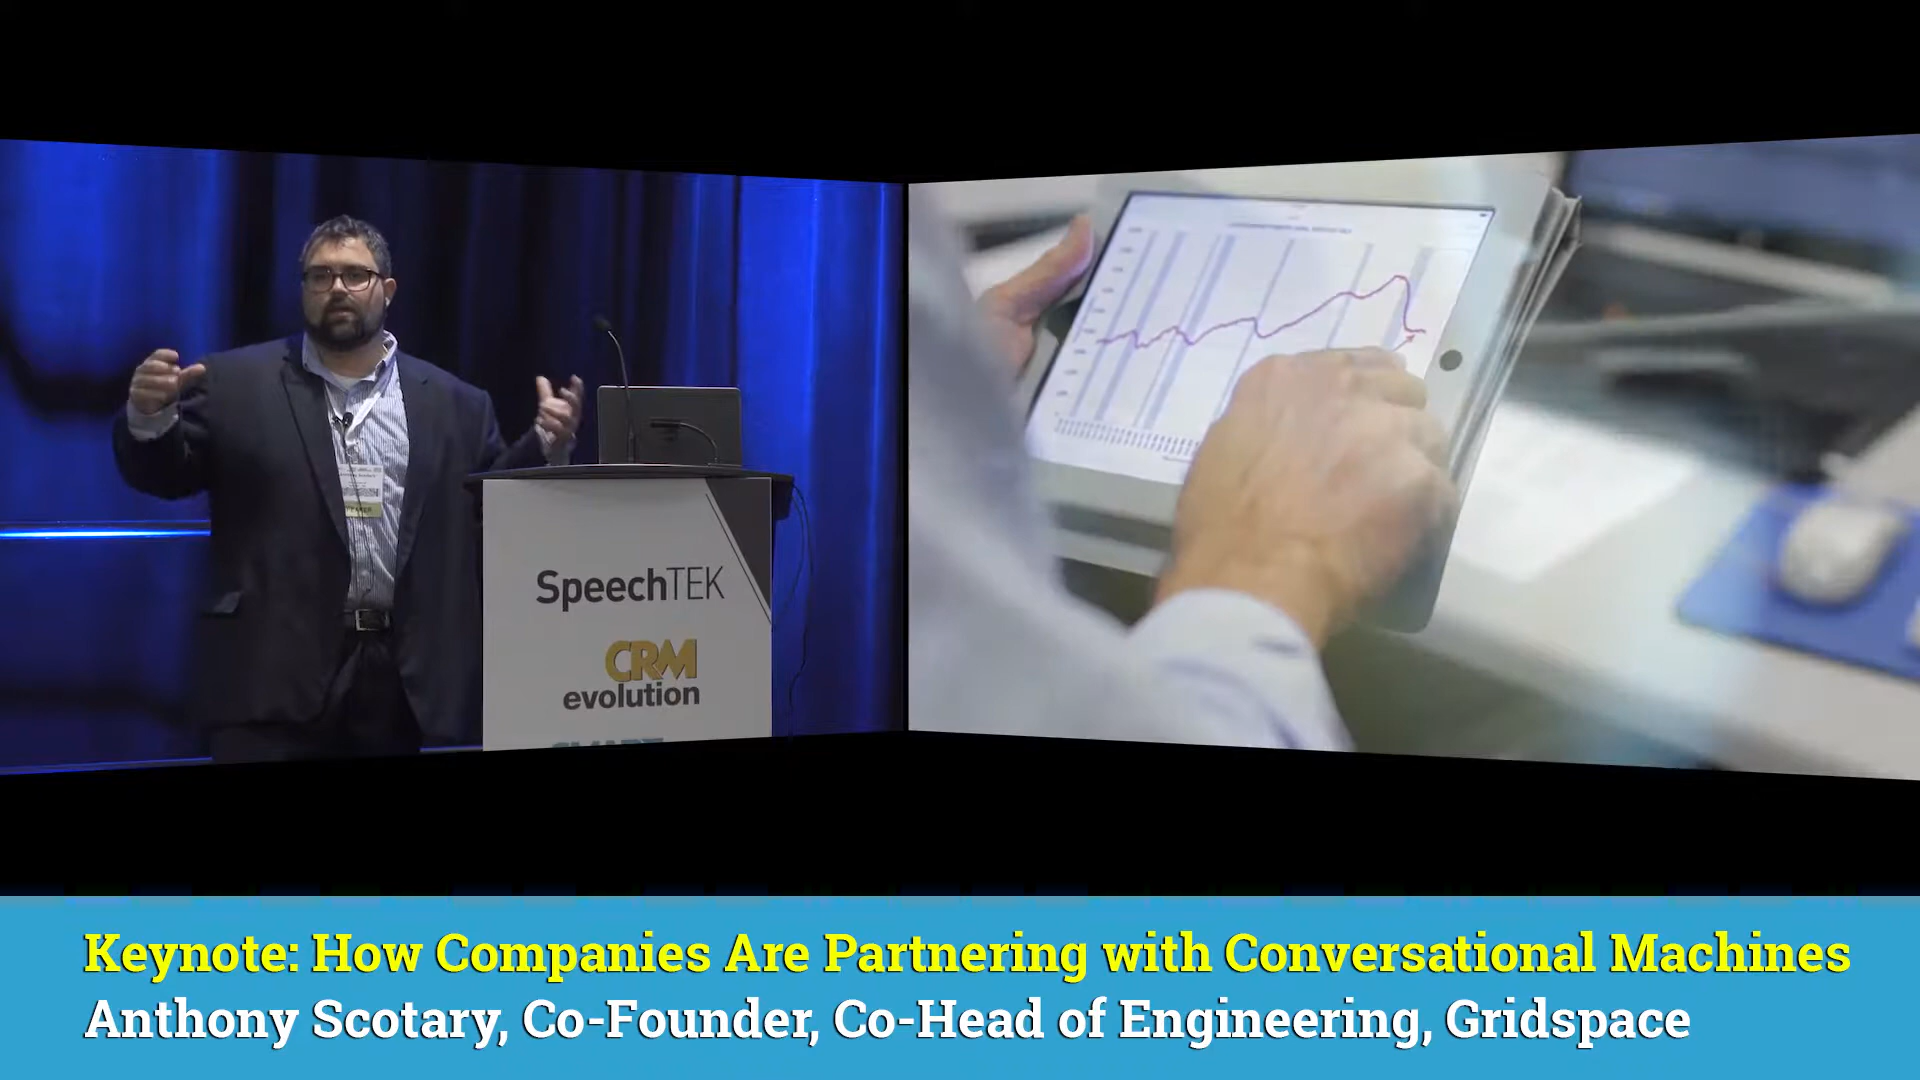 SpeechTEK
CRM
evolution
Keynote: How Companies Are Partnering with Conversational Machines
Anthony Scotary, Co-Founder, Co-Head of Engineering, Gridspace